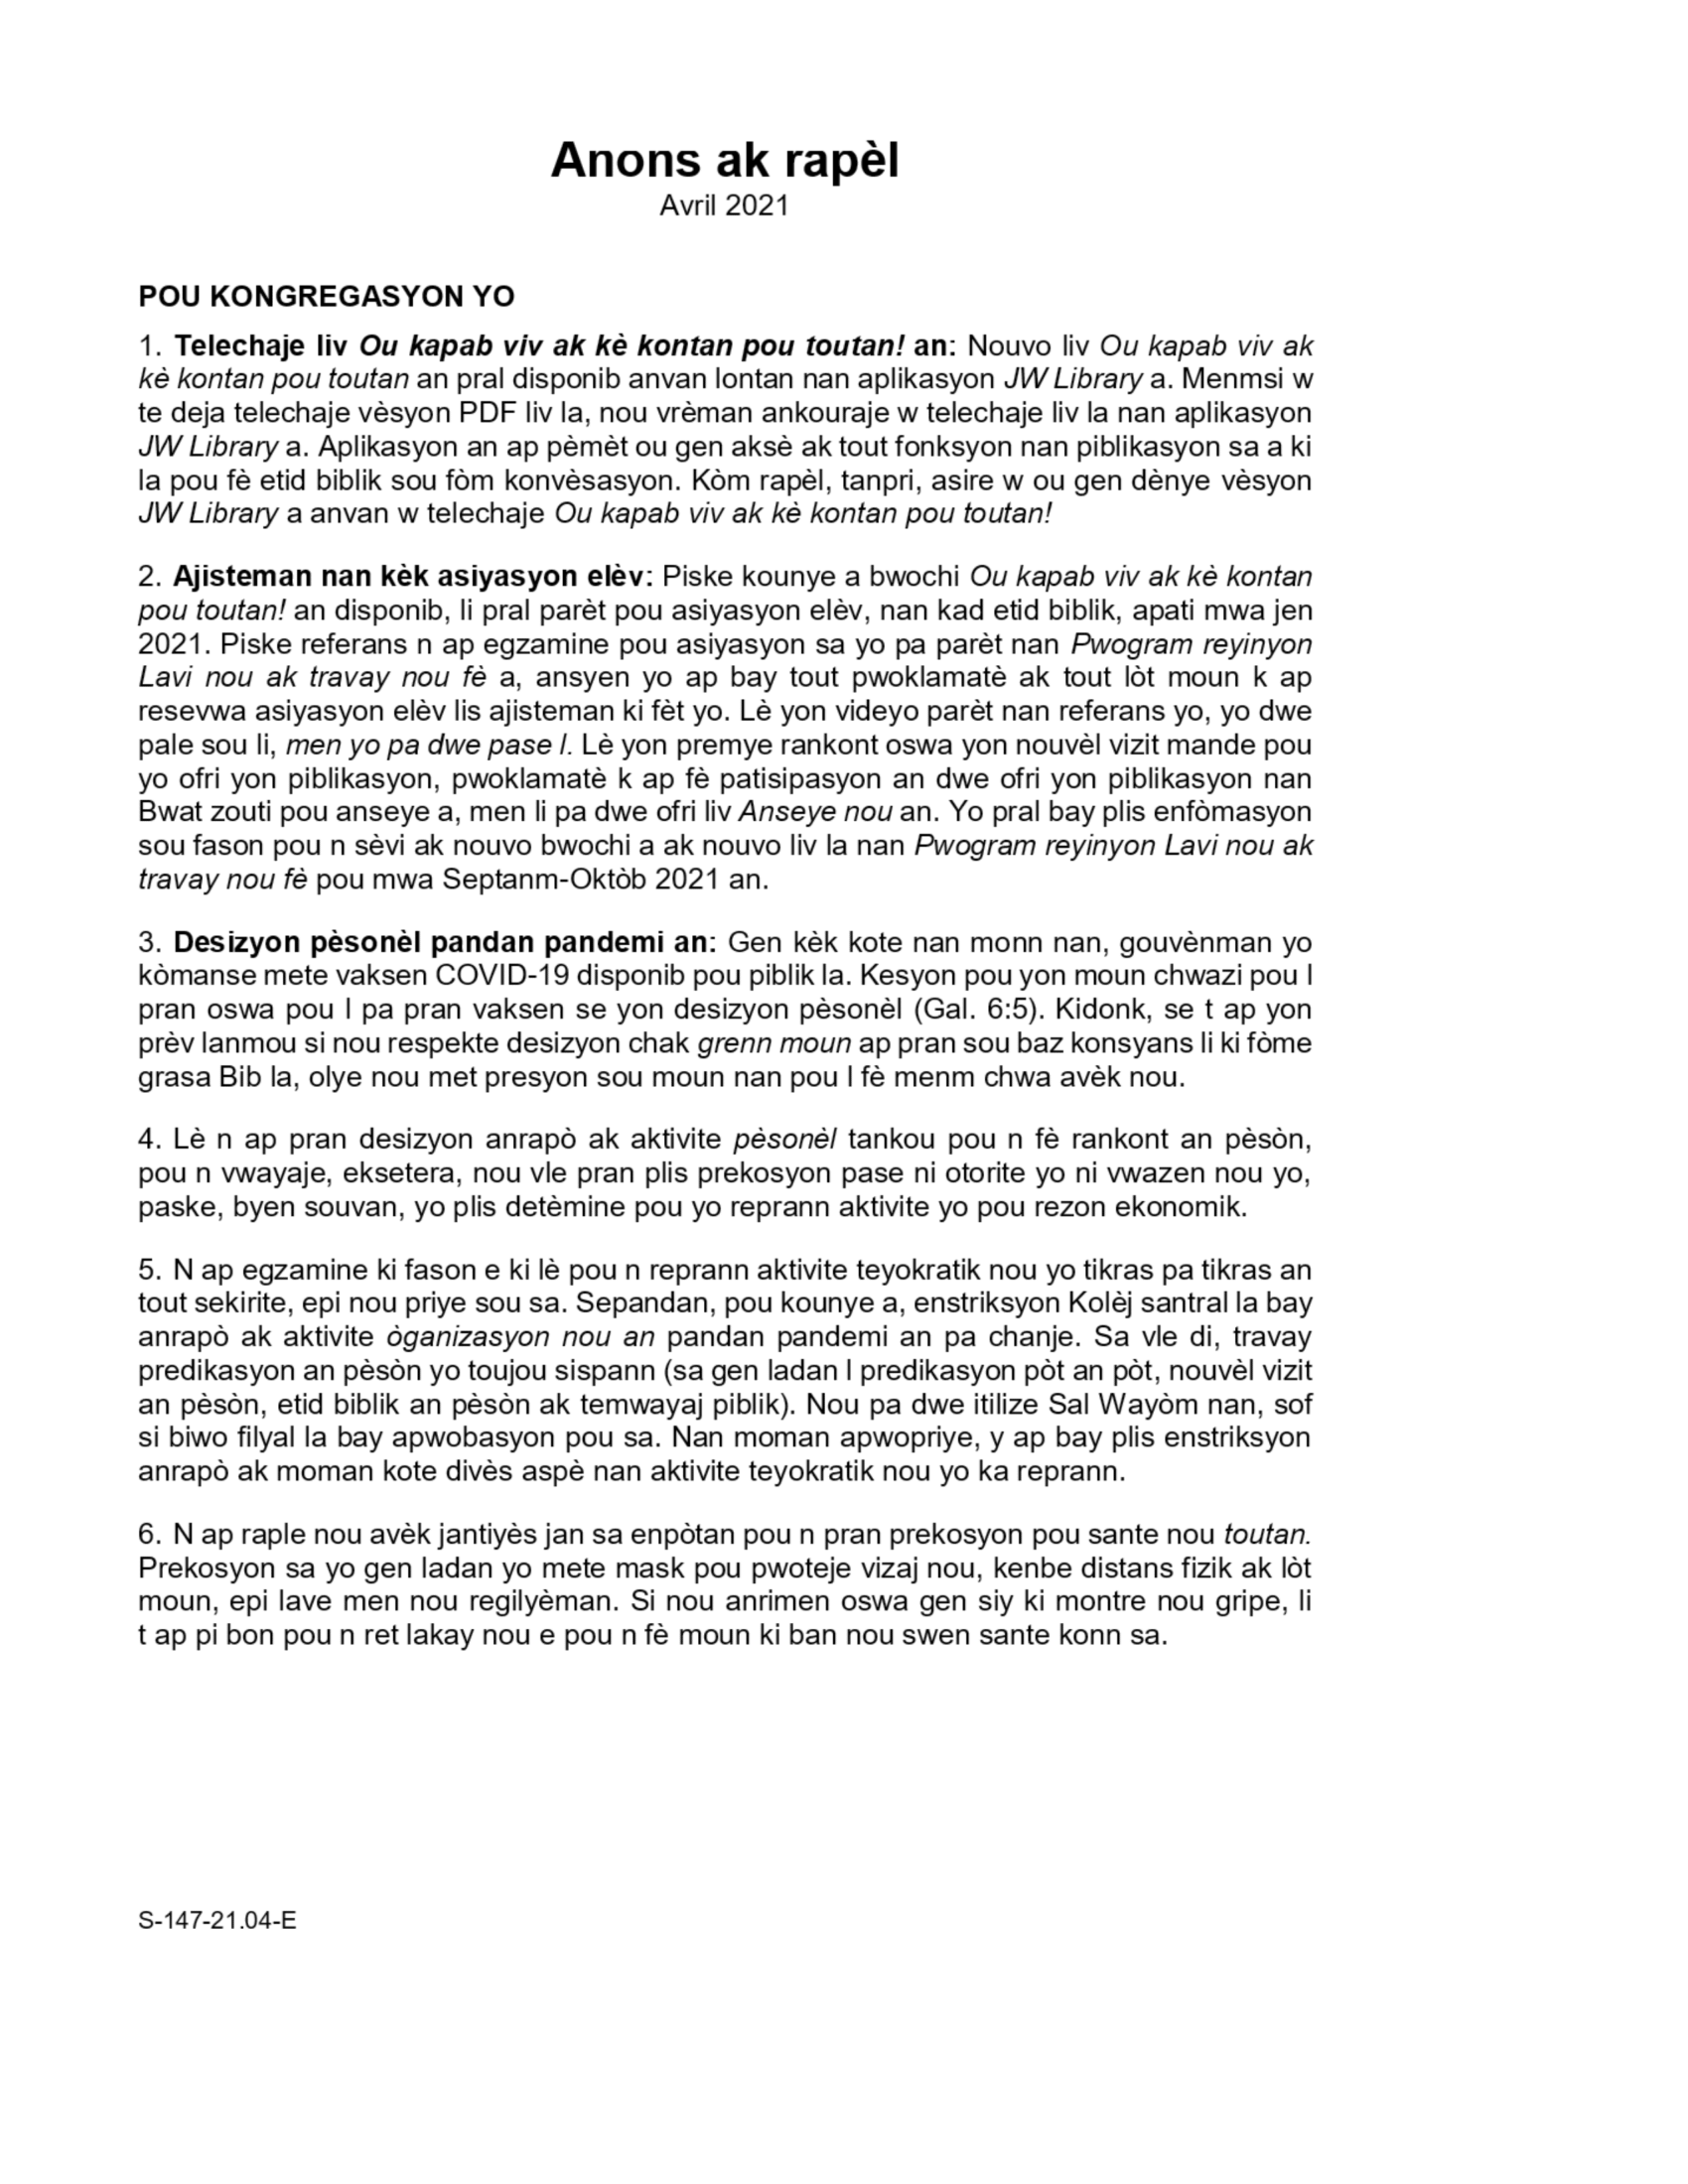 Anons ak rapèl
Avril 2021
POU KONGREGASYON YO
1. Telechaje liv Ou kapab viv ak kè kontan pou toutan! an: Nouvo liv Ou kapab viv ak
kè kontan pou toutan an pral disponib anvan lontan nan aplikasyon JW Library a. Menmsi w
te deja telechaje vèsyon PDF liv la, nou vrèman ankouraje w telechaje liv la nan aplikasyon
JW Library a. Aplikasyon an ap pèmèt ou gen aksè ak tout fonksyon nan piblikasyon sa a ki
la pou fè etid biblik sou fòm konvèsasyon. Kòm rapèl, tanpri, asire w ou gen dènye vèsyon
JW Library a anvan w telechaje Ou kapab viv ak kè kontan pou toutan!
2. Ajisteman nan kèk asiyasyon elèv: Piske kounye a bwochi Ou kapab viv ak kè kontan
pou toutan! an disponib, li pral parèt pou asiyasyon elèv, nan kad etid biblik, apati mwa jen
2021. Piske referans n ap egzamine pou asiyasyon sa yo pa parèt nan Pwogram reyinyon
Lavi nou ak travay nou fè a, ansyen yo ap bay tout pwoklamatè ak tout lòt moun k ap
resevwa asiyasyon elèv lis ajisteman ki fèt yo. Lè yon videyo parèt nan referans yo, yo dwe
pale sou li, men yo pa dwe pase l. Lè yon premye rankont oswa yon nouvèl vizit mande pou
yo ofri yon piblikasyon, pwoklamatè k ap fè patisipasyon an dwe ofri yon piblikasyon nan
Bwat zouti pou anseye a, men li pa dwe ofri liv Anseye nou an. Yo pral bay plis enfòmasyon
sou fason pou n sèvi ak nouvo bwochi a ak nouvo liv la nan Pwogram reyinyon Lavi nou ak
travay nou fè pou mwa Septanm-Oktòb 2021 an.
3. Desizyon pèsonèl pandan pandemi an: Gen kèk kote nan monn nan, gouvènman yo
kòmanse mete vaksen COVID-19 disponib pou piblik la. Kesyon pou yon moun chwazi pou l
pran oswa pou l pa pran vaksen se yon desizyon pèsonèl (Gal. 6:5). Kidonk, se t ap yon
prèv lanmou si nou respekte desizyon chak grenn moun ap pran sou baz konsyans li ki fòme
grasa Bib la, olye nou met presyon sou moun nan pou l fè menm chwa avèk nou.
4. Lè n ap pran desizyon anrapò ak aktivite pèsonèl tankou pou n fè rankont an pèsòn,
pou n vwayaje, eksetera, nou vle pran plis prekosyon pase ni otorite yo ni vwazen nou yo,
paske, byen souvan, yo plis detèmine pou yo reprann aktivite yo pou rezon ekonomik.
5. N ap egzamine ki fason e ki lè pou n reprann aktivite teyokratik nou yo tikras pa tikras an
tout sekirite, epi nou priye sou sa. Sepandan, pou kounye a, enstriksyon Kolèj santral la bay
anrapò ak aktivite òganizasyon nou an pandan pandemi an pa chanje. Sa vle di, travay
predikasyon an pèsòn yo toujou sispann (sa gen ladan l predikasyon pòt an pòt, nouvèl vizit
an pèsòn, etid biblik an pèsòn ak temwayaj piblik). Nou pa dwe itilize Sal Wayòm nan, sof
si biwo filyal la bay apwobasyon pou sa. Nan moman apwopriye, y ap bay plis enstriksyon
anrapò ak moman kote divès aspè nan aktivite teyokratik nou yo ka reprann.
6. N ap raple nou avèk jantiyès jan sa enpòtan pou n pran prekosyon pou sante nou toutan.
Prekosyon sa yo gen ladan yo mete mask pou pwoteje vizaj nou, kenbe distans fizik ak lòt
moun, epi lave men nou regilyèman. Si nou anrimen oswa gen siy ki montre nou gripe, li
t ap pi bon pou n ret lakay nou e pou n fè moun ki ban nou swen sante konn sa.
S-147-21.04-E